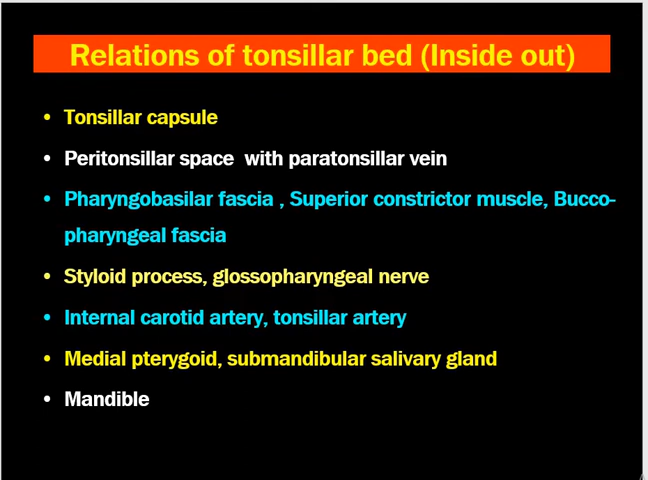 Relations of tonsillar bed (Inside out)
• Tonsillar capsule
• Peritonsillar space with paratonsillar vein
• Pharyngobasilar fascia , Superior constrictor muscle, Bucco-
pharyngeal fascia
• Styloid process, glossopharyngeal nerve
• Internal carotid artery, tonsillar artery
• Medial pterygoid, submandibular salivary gland
• Mandible